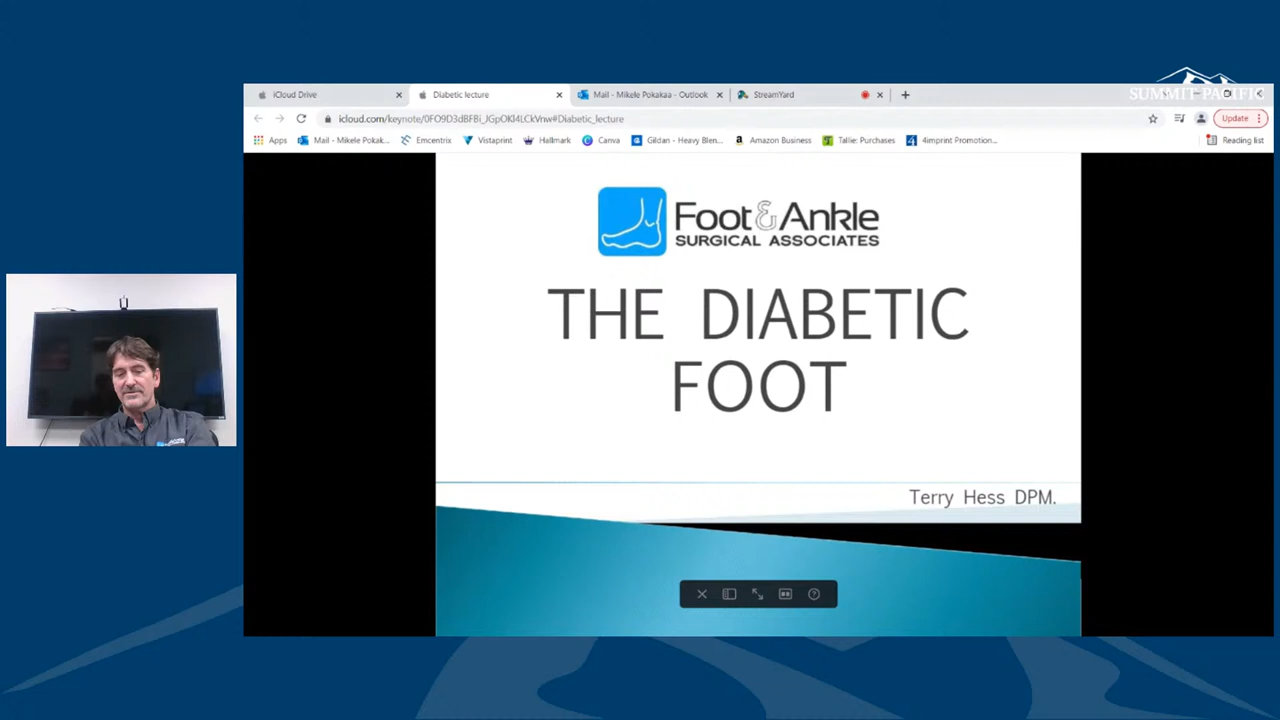 SUMMIT PACIFIC
iCloud Drive
Diabetic lecture
Mail - Mikele Pokakaa - Outlook
StreamYard
icloud.com/keynote/0FO9D3dBFBi_JGpOKl4LCkVnw#Diabetic_lecture
Update
Apps
Mail - Mikele Pokak...
Emcentrix
Vistaprint
Hallmark
Canva
Gildan - Heavy Blen...
Amazon Business
Tallie: Purchases
4imprint Promotion...
Reading list
Foot & Ankle
SURGICAL ASSOCIATES
THE DIABETIC
FOOT
Terry Hess DPM.